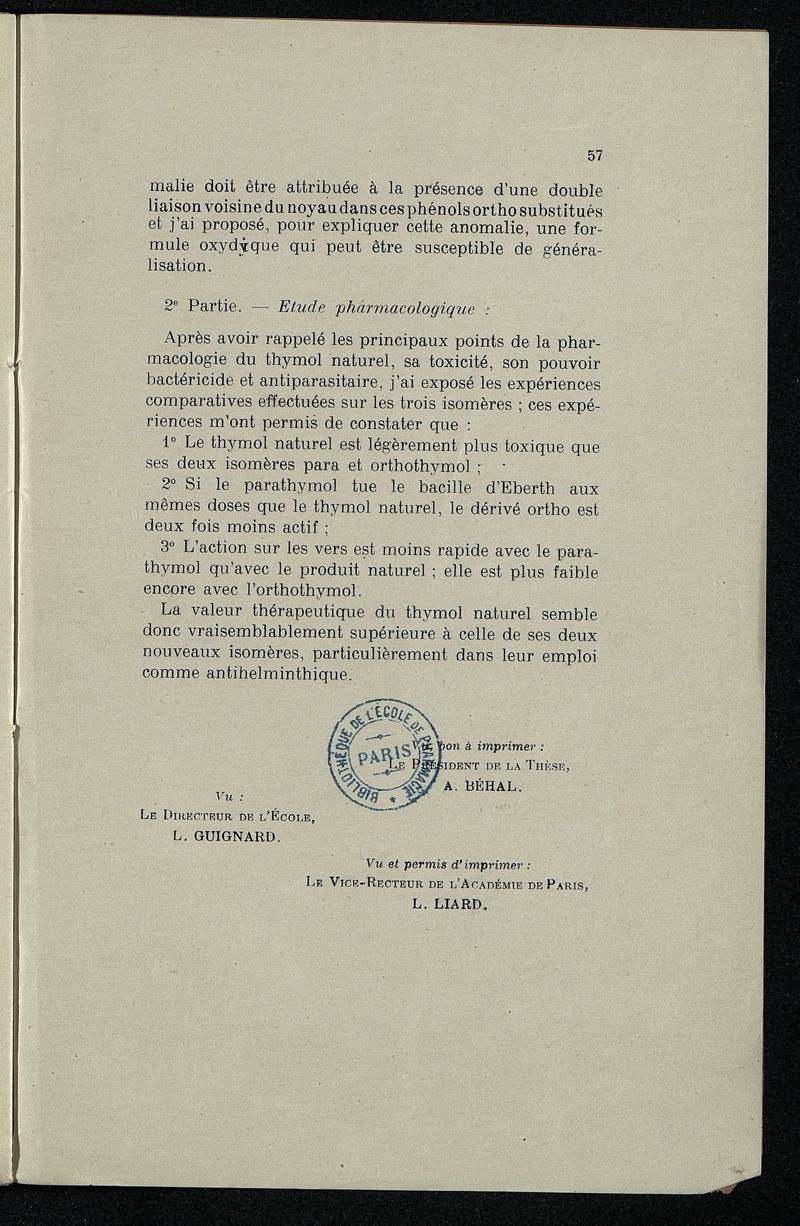 57
malie doit être attribuée à la présence d'une double
liaison voisine du noyau dans ces phénols ortho substitués
et j'ai proposé, pour expliquer cette anomalie, une for-
mule oxydyque qui peut être susceptible de généra-
lisation.
2e Partie. — Etude pharmacologique :
Après avoir rappelé les principaux points de la phar-
macologie du thymol naturel, sa toxicité, son pouvoir
bactéricide et antiparasitaire, j'ai exposé les expériences
comparatives effectuées sur les trois isomères ; ces expé-
riences m'ont permis de constater que :
1° Le thymol naturel est légèrement plus toxique que
ses deux isomères para et orthothymol ;
2° Si le parathymol tue le bacille d'Eberth aux
mêmes doses que le thymol naturel, le dérivé ortho est
deux fois moins actif ;
3° L'action sur les vers est moins rapide avec le para-
thymol qu'avec le produit naturel ; elle est plus faible
encore avec l'orthothymol.
La valeur thérapeutique du thymol naturel semble
donc vraisemblablement supérieure à celle de ses deux
nouveaux isomères, particulièrement dans leur emploi
comme antihelminthique.
BIBLIOTHÈQUE DE L'ÉCOLE DE PHARMACIE
PARIS
Vu bon à imprimer :
Le Président de la Thèse,
A. BÉHAL.
Vu :
Le Directeur de l'École,
L. GUIGNARD.
Vu et permis d'imprimer :
Le Vice-Recteur de l'Académie de Paris,
L. LIARD.